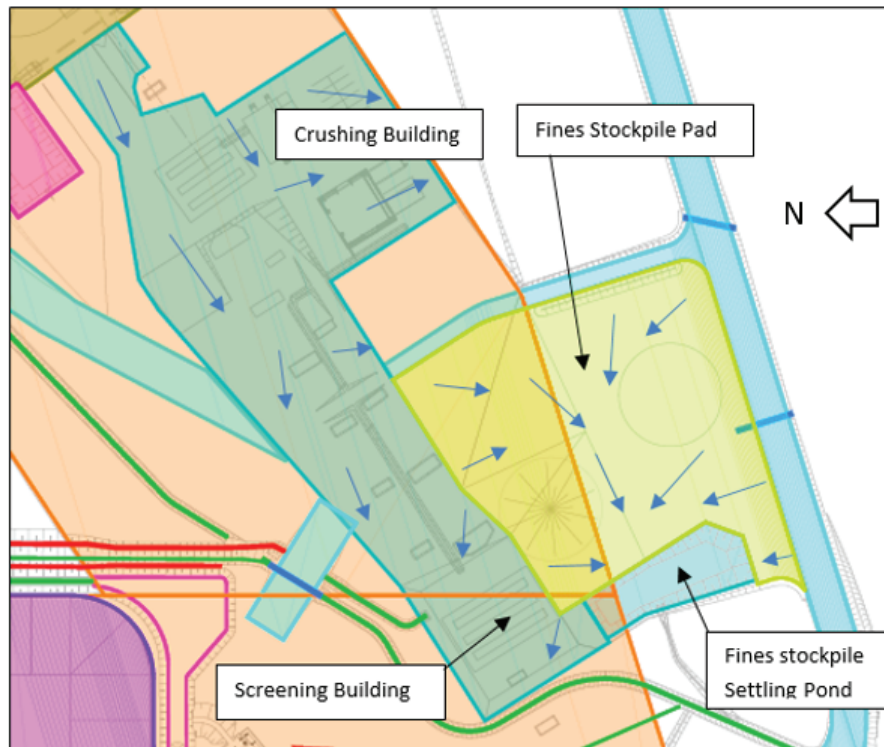 Crushing Building
Fines Stockpile Pad
N
Screening Building
Fines stockpile
Settling Pond